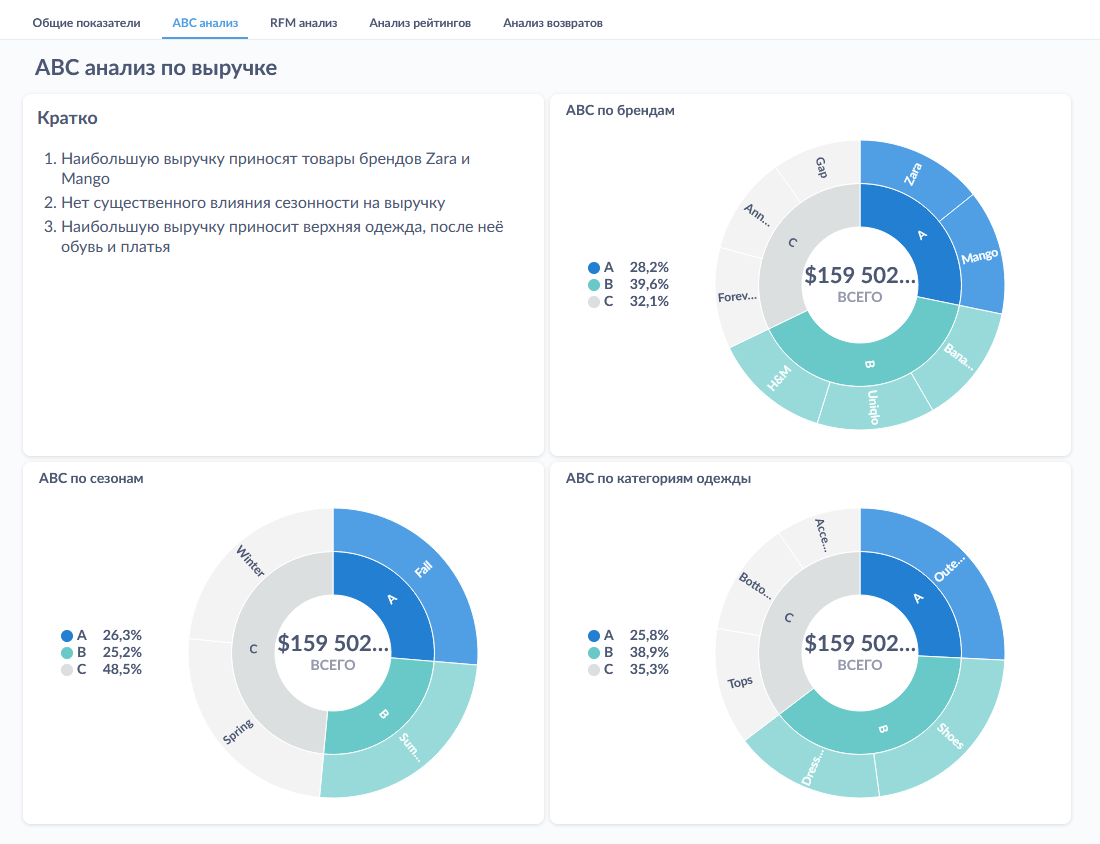 Общие показатели
ABC анализ
RFM анализ
Анализ рейтингов
Анализ возвратов
ABC анализ по выручке
Кратко
1. Наибольшую выручку приносят товары брендов Zara и
Mango
2. Нет существенного влияния сезонности на выручку
3. Наибольшую выручку приносит верхняя одежда, после неё
обувь и платья
ABC по брендам
A 28,2%
B 39,6%
C 32,1%
$159 502...
ВСЕГО
A
B
C
Zara
Mango
Bana...
Uniqlo
H&M
Forev...
Ann...
Gap
ABC по сезонам
A 26,3%
B 25,2%
C 48,5%
$159 502...
ВСЕГО
A
B
C
Fall
Sum...
Spring
Winter
ABC по категориям одежды
A 25,8%
B 38,9%
C 35,3%
$159 502...
ВСЕГО
A
B
C
Oute...
Shoes
Dress...
Tops
Botto...
Acce...